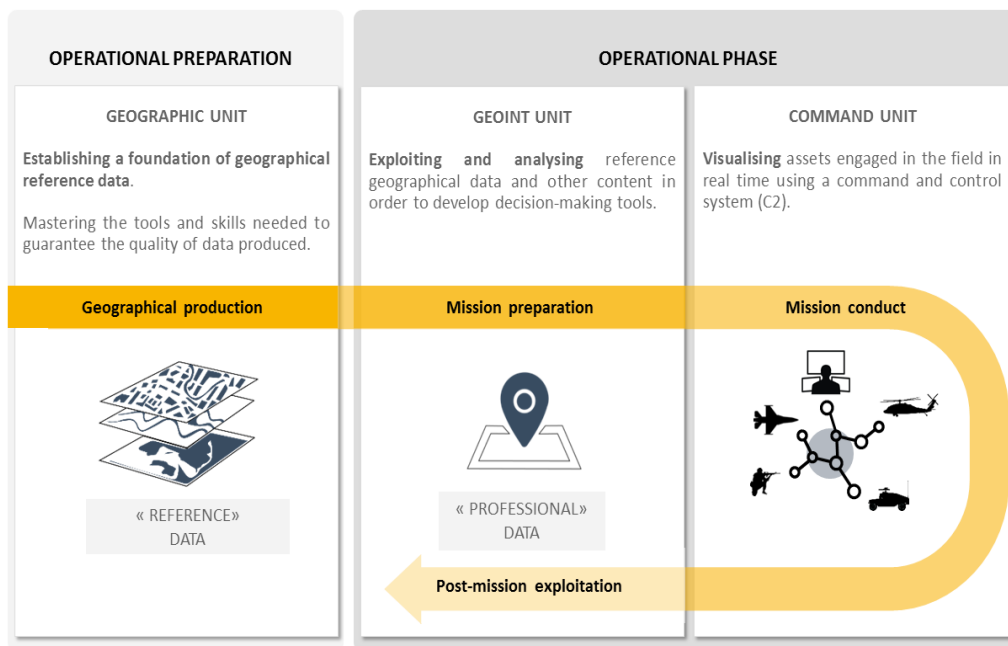 OPERATIONAL PREPARATION
OPERATIONAL PHASE
GEOGRAPHIC UNIT
Establishing a foundation of geographical
reference data.
Mastering the tools and skills needed to
guarantee the quality of data produced.
GEOINT UNIT
Exploiting and analysing reference
geographical data and other content in
order to develop decision-making tools.
COMMAND UNIT
Visualising assets engaged in the field in
real time using a command and control
system (C2).
Geographical production
Mission preparation
Mission conduct
« REFERENCE»
DATA
« PROFESSIONAL»
DATA
Post-mission exploitation